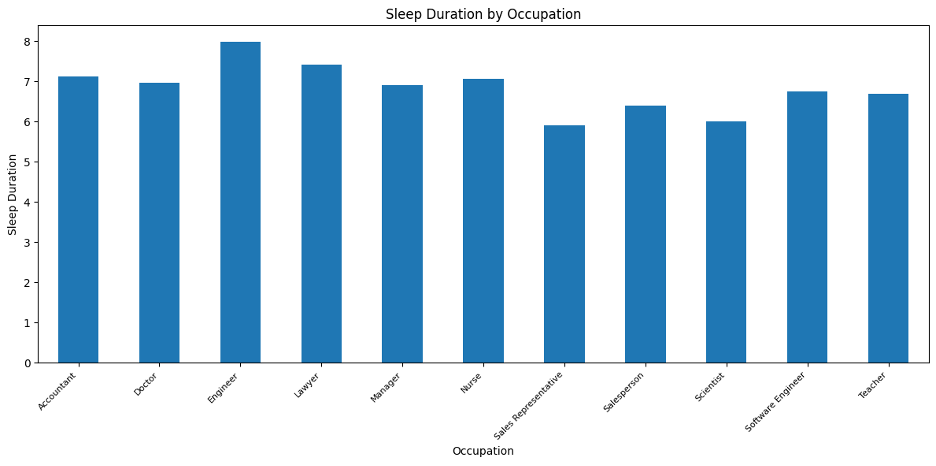 Sleep Duration by Occupation
Sleep Duration
8
7
6
5
4
3
2
1
0
Accountant
Doctor
Engineer
Lawyer
Manager
Nurse
Sales Representative
Salesperson
Scientist
Software Engineer
Teacher
Occupation